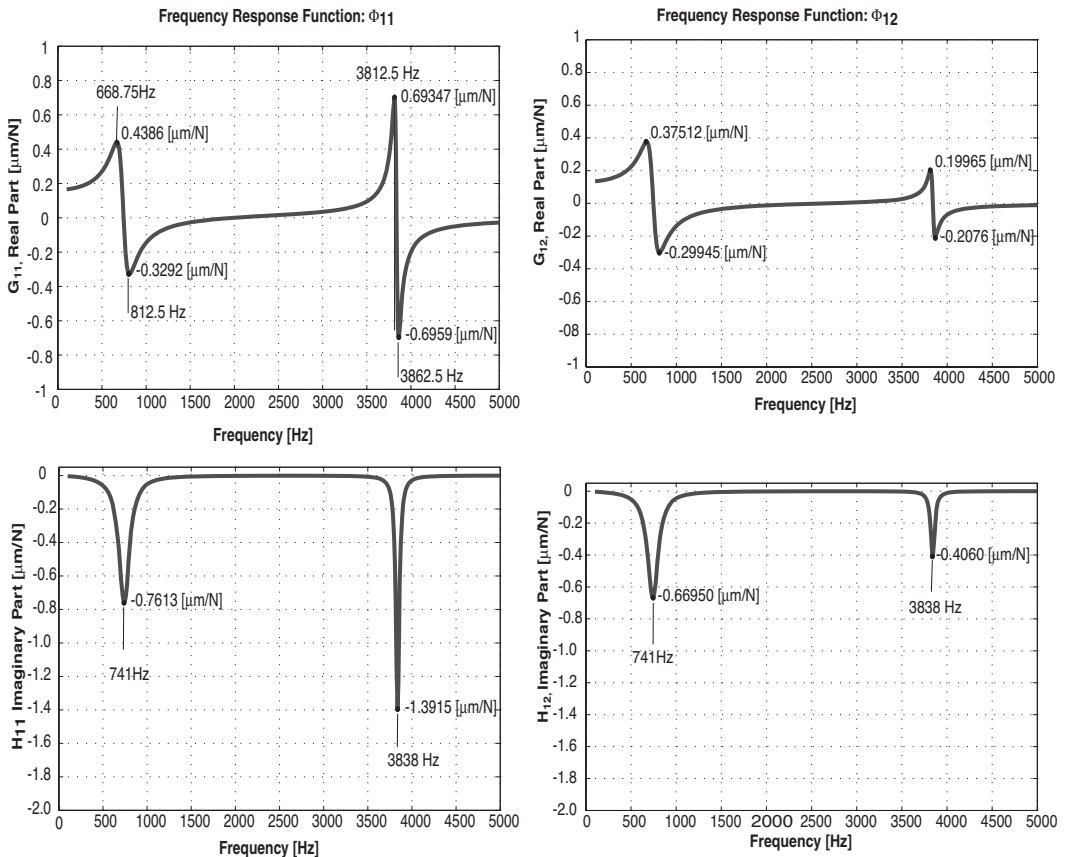 Frequency Response Function: Φ11
1
0.8
0.6
0.4
0.2
0
-0.2
-0.4
-0.6
-0.8
-1
G11, Real Part [μm/N]
668.75Hz
0.4386 [μm/N]
-0.3292 [μm/N]
812.5 Hz
3812.5 Hz
0.69347 [μm/N]
-0.6959 [μm/N]
3862.5 Hz
0 500 1000 1500 2000 2500 3000 3500 4000 4500 5000
Frequency [Hz]
Frequency Response Function: Φ12
1
0.8
0.6
0.4
0.2
0
-0.2
-0.4
-0.6
-08
-1
G12, Real Part [μm/N]
0.37512 [μm/N]
-0.29945 [μm/N]
0.19965 [μm/N]
-0.2076 [μm/N]
0 500 1000 1500 2000 2500 3000 3500 4000 4500 5000
Frequency [Hz]
0
-0.2
-0.4
-0.6
-0.8
-1.0
-1.2
-1.4
-1.6
-1.8
-2.0
H11 Imaginary Part [μm/N]
-0.7613 [μm/N]
741Hz
-1.3915 [μm/N]
3838 Hz
0 500 1000 1500 2000 2500 3000 3500 4000 4500 5000
Frequency [Hz]
0
-0.2
-0.4
-0.6
-0.8
-1.0
-1.2
-1.4
-1.6
-1.8
-2.0
H12, Imaginary Part [μm/N]
-0.66950 [μm/N]
741Hz
-0.4060 [μm/N]
3838 Hz
0 500 1000 1500 2000 2500 3000 3500 4000 4500 5000
Frequency [Hz]